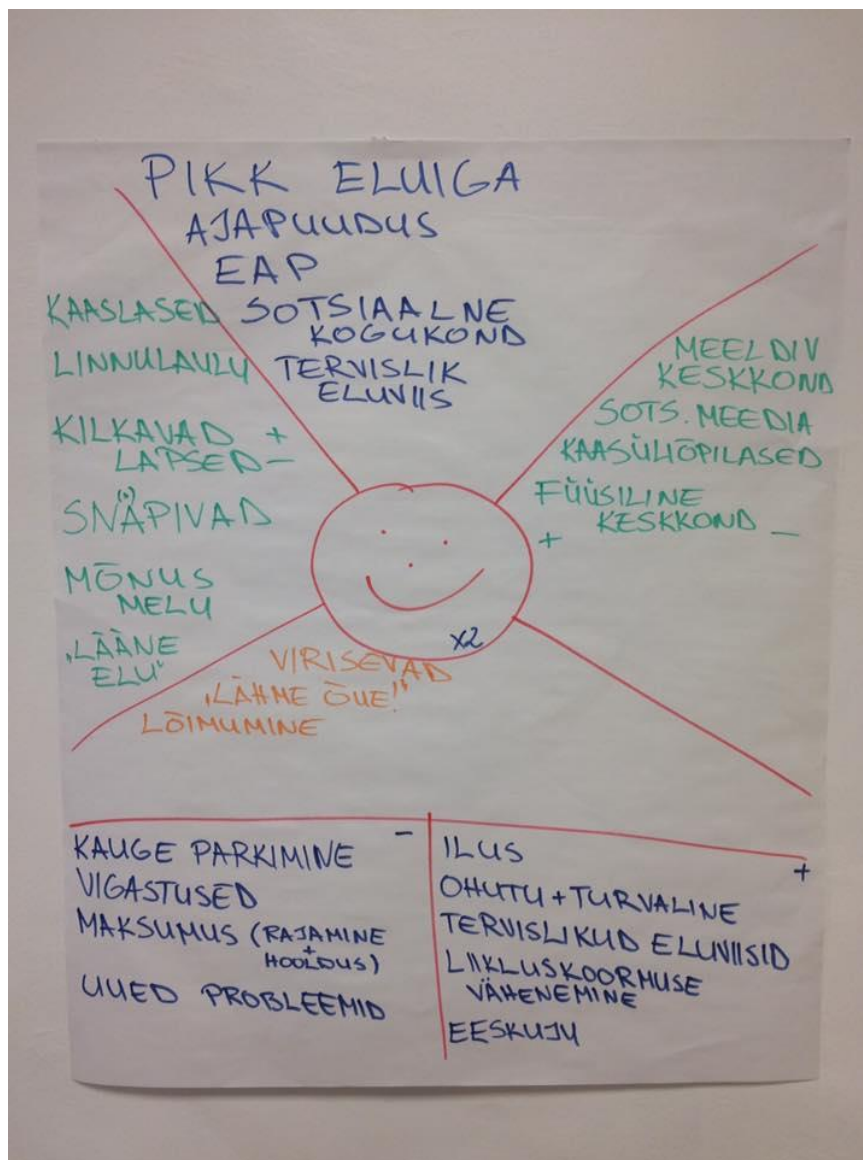 PIKK ELUIGA
AJAPUUDUS
EAP
SOTSIAALNE
KOGUKOND
TERVISLIK
ELUVIIS
KAASLASED
LINNULAULU
KILKAVAD +
LAPSED -
SNÄPIVAD
MÕNUS
MELU
„LÄÄNE
ELU“
MEELDIV
KESKKOND
SOTS. MEEDIA
KAASÜLIÕPILASED
FÜÜSILINE
KESKKOND -
+
X2
VIRISEVAD
„LÄHME ÕUE!“
LÕIMUMINE
-
KAUGE PARKIMINE
VIGASTUSED
MAKSUMUS (RAJAMINE
+
HOOLDUS)
UUED PROBLEEMID
+
ILUS
OHUTU + TURVALINE
TERVISLIKUD ELUVIISID
LIIKLUSKOORMUSE
VÄHENEMINE
EESKUJU